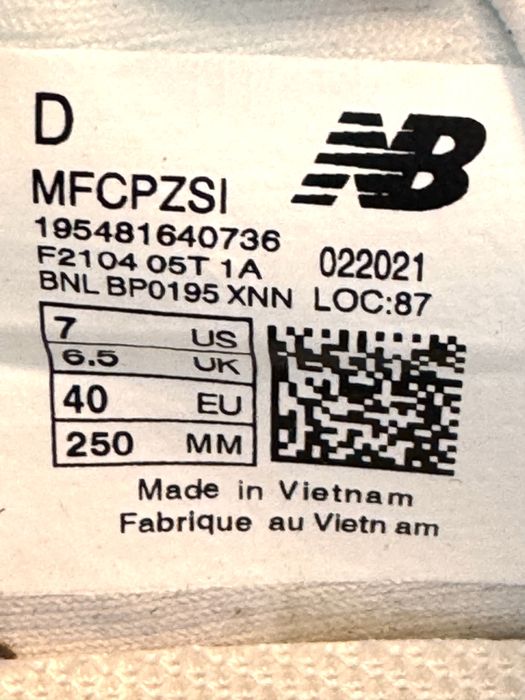 D
NB
MFCPZSI
195481640736
F2104 05T 1A 022021
BNL BP0195 XNN LOC:87
7 US
6.5 UK
40 EU
250 MM
Made in Vietnam
Fabrique au Vietn am